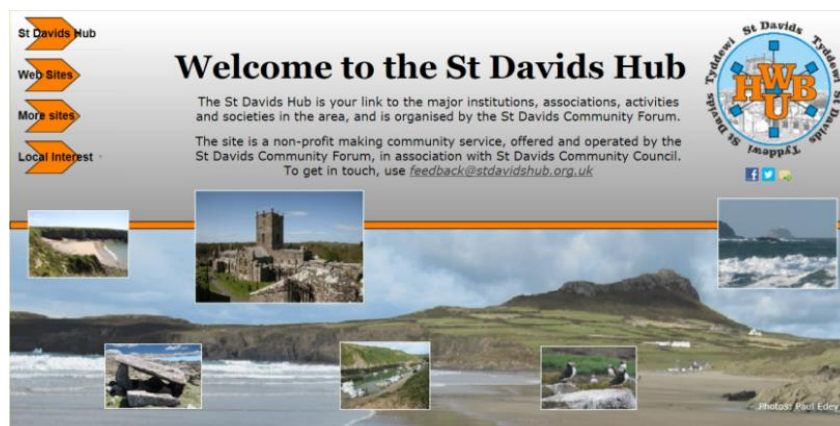 St Davids Hub
Web Sites
More sites
Local Interest
Welcome to the St Davids Hub
The St Davids Hub is your link to the major institutions, associations, activities
and societies in the area, and is organised by the St Davids Community Forum.
The site is a non-profit making community service, offered and operated by the
St Davids Community Forum, in association with St Davids Community Council.
To get in touch, use feedback@stdavidshub.org.uk
St Davids Tyddewi St Davids Tyddewi St Davids Tyddewi
HWB
U
Photos: Paul Edey